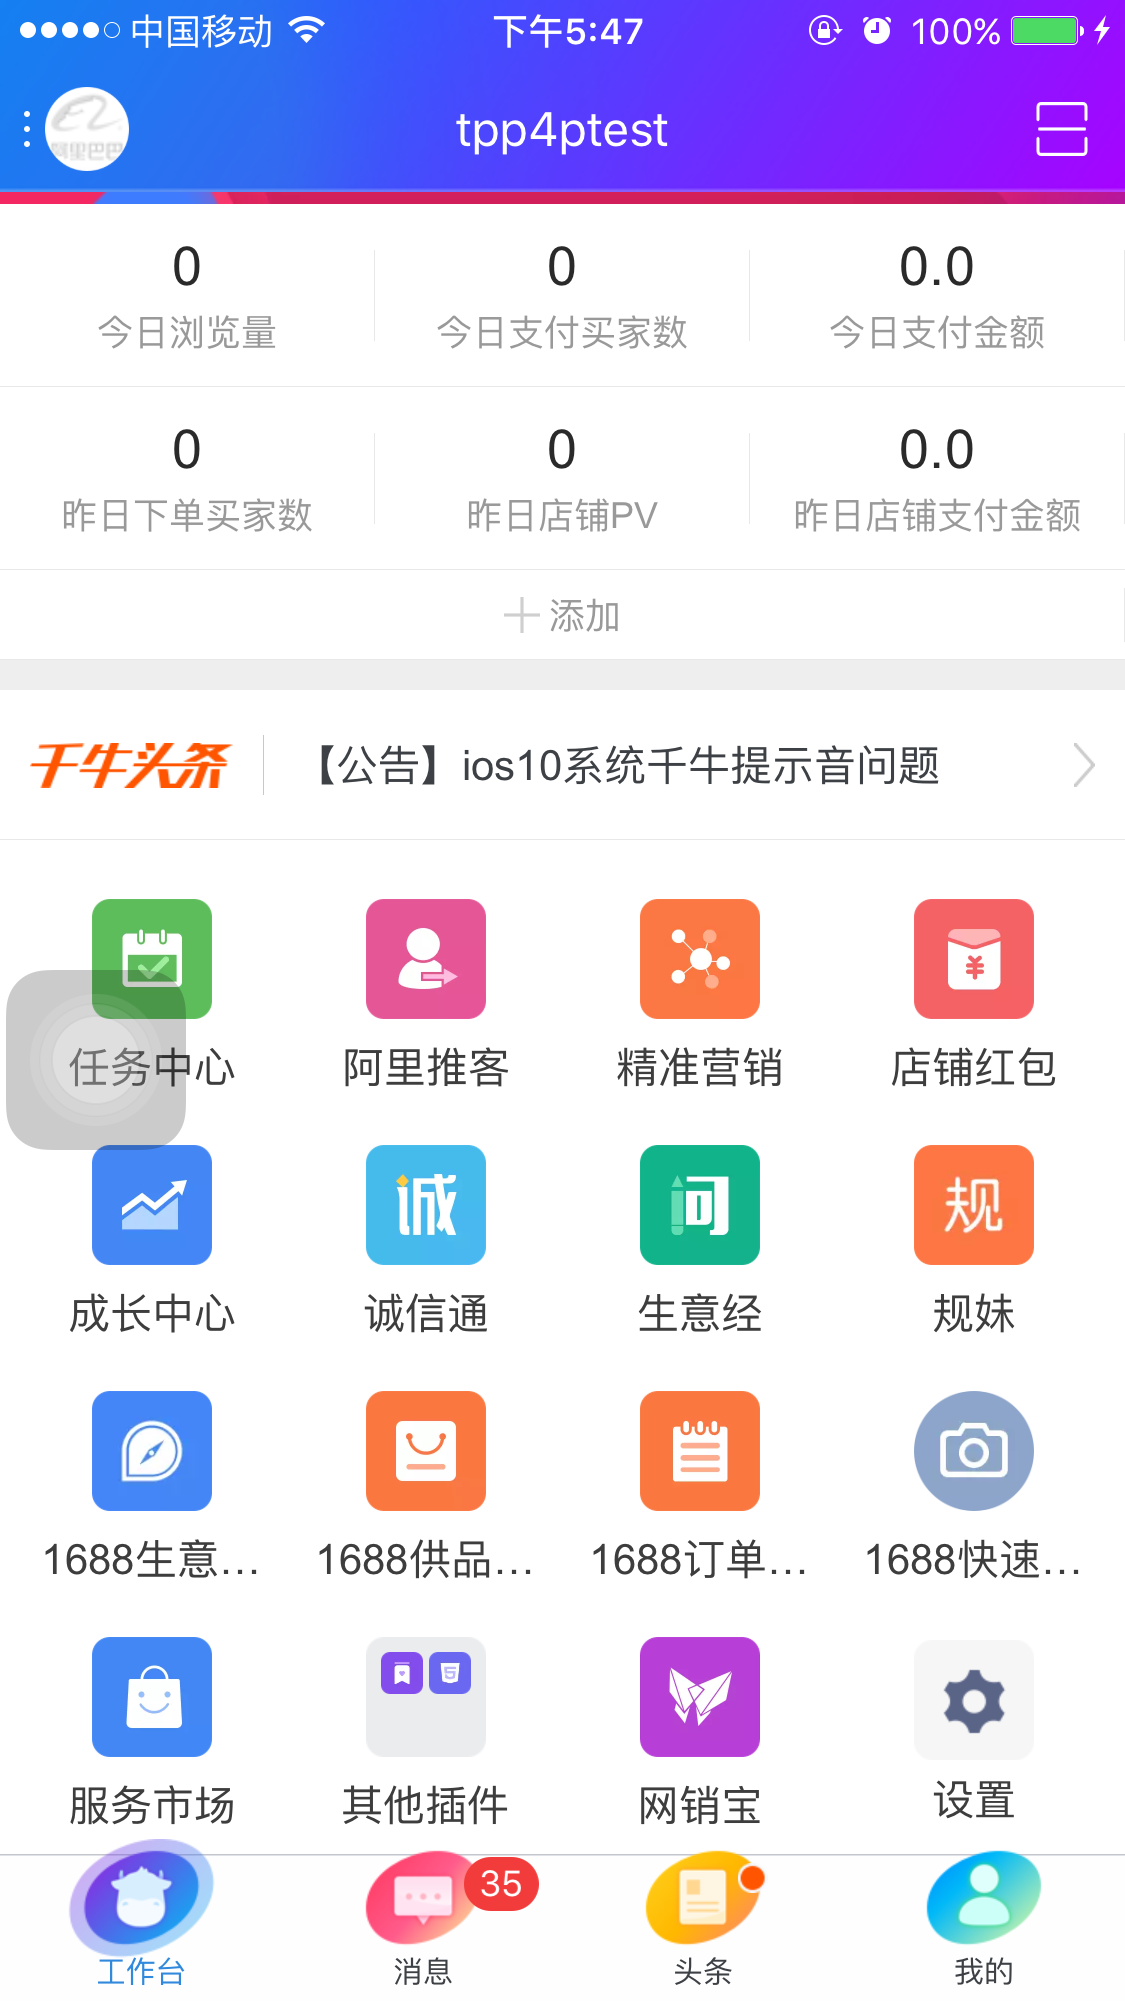 中国移动 下午5:47 100%
阿里巴巴 tpp4ptest
0 0 0.0
今日浏览量 今日支付买家数 今日支付金额
0 0 0.0
昨日下单买家数 昨日店铺PV 昨日店铺支付金额
添加
千牛头条 【公告】ios10系统千牛提示音问题
¥
任务中心 阿里推客 精准营销 店铺红包
诚 问 规
成长中心 诚信通 生意经 规妹
1688生意... 1688供品... 1688订单... 1688快速...
5
服务市场 其他插件 网销宝 设置
35
工作台 消息 头条 我的